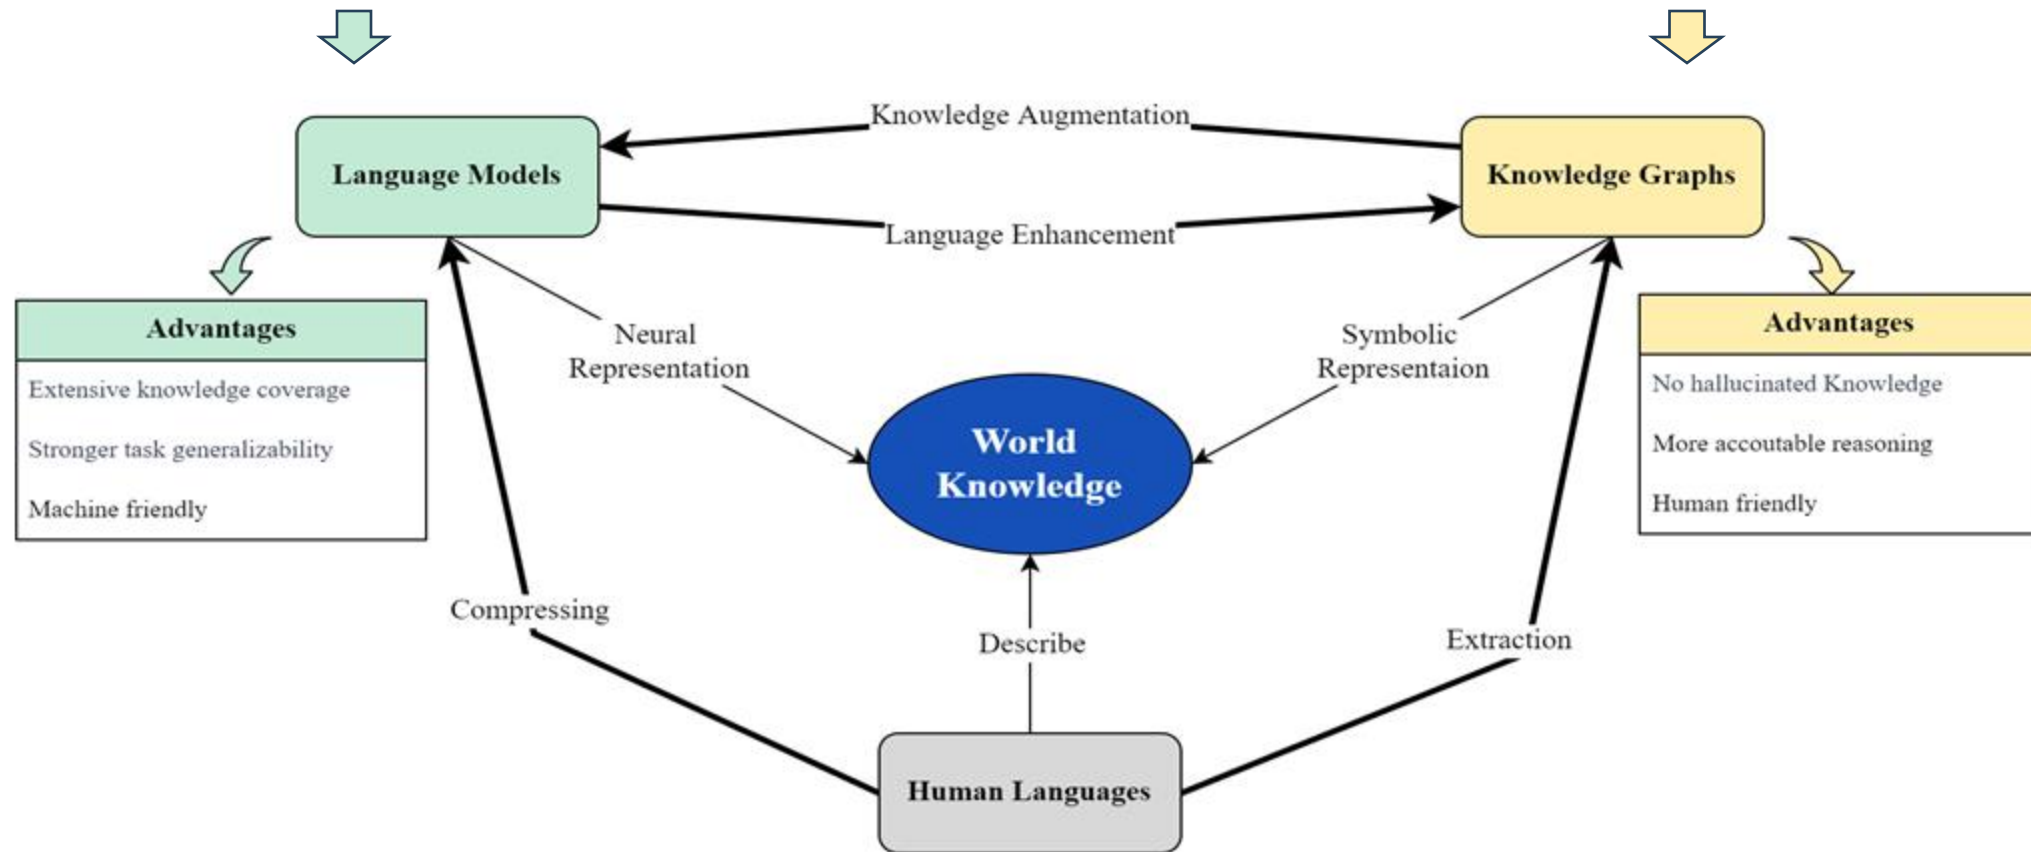 Knowledge Augmentation
Language Models
Knowledge Graphs
Language Enhancement
Advantages
Extensive knowledge coverage
Stronger task generalizability
Machine friendly
Neural
Representation
Symbolic
Representaion
Advantages
No hallucinated Knowledge
More accoutable reasoning
Human friendly
World
Knowledge
Compressing
Describe
Extraction
Human Languages